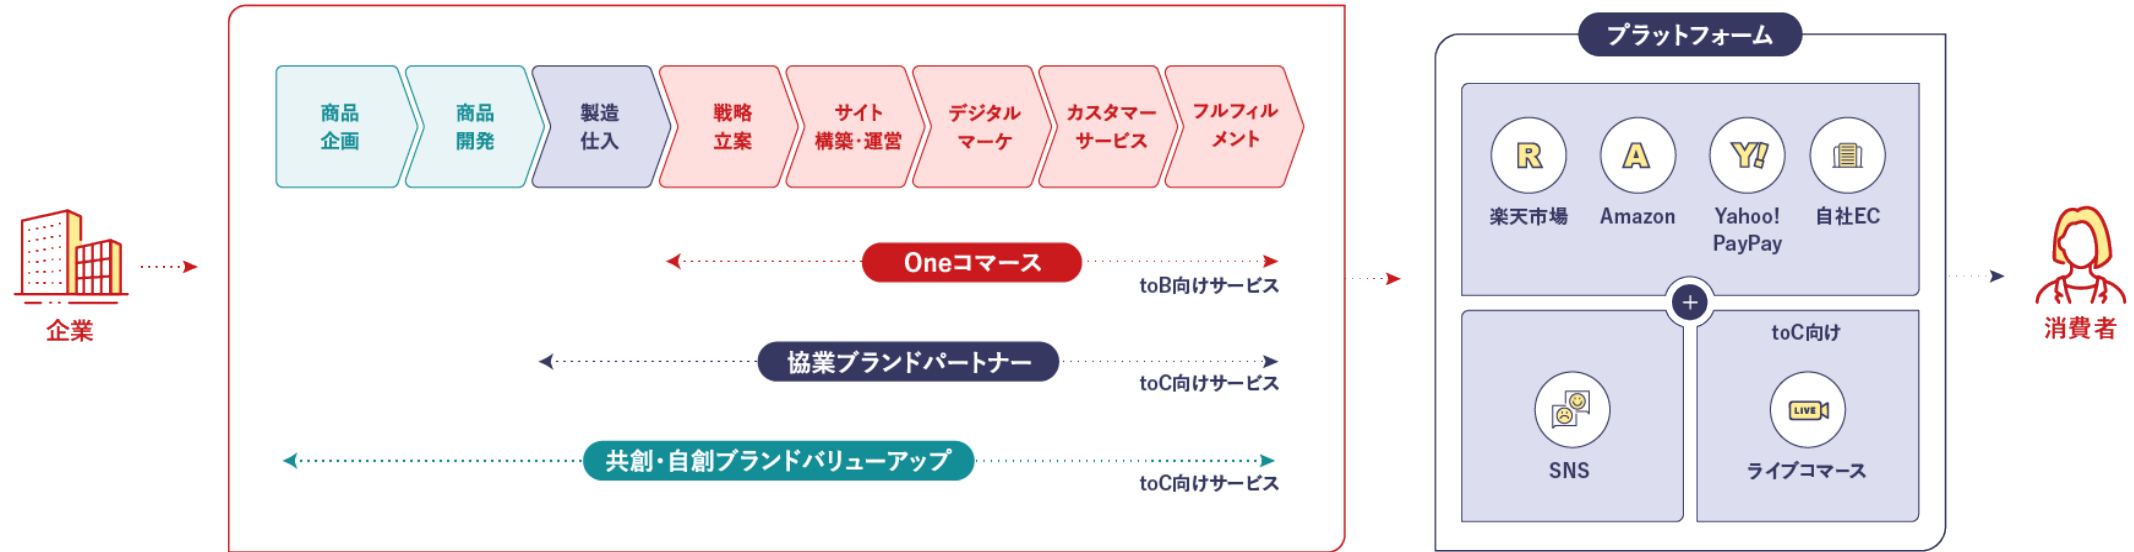 企業
商品
企画
商品
開発
製造
仕入
戦略
立案
サイト
構築・運営
デジタル
マーケ
カスタマー
サービス
フルフィル
メント
Oneコマース
toB向けサービス
協業ブランドパートナー
toC向けサービス
共創・自創ブランドバリューアップ
toC向けサービス
プラットフォーム
R
A
Y!
楽天市場
Amazon
Yahoo!
PayPay
自社EC
+
SNS
toC向け
LIVE
ライブコマース
消費者